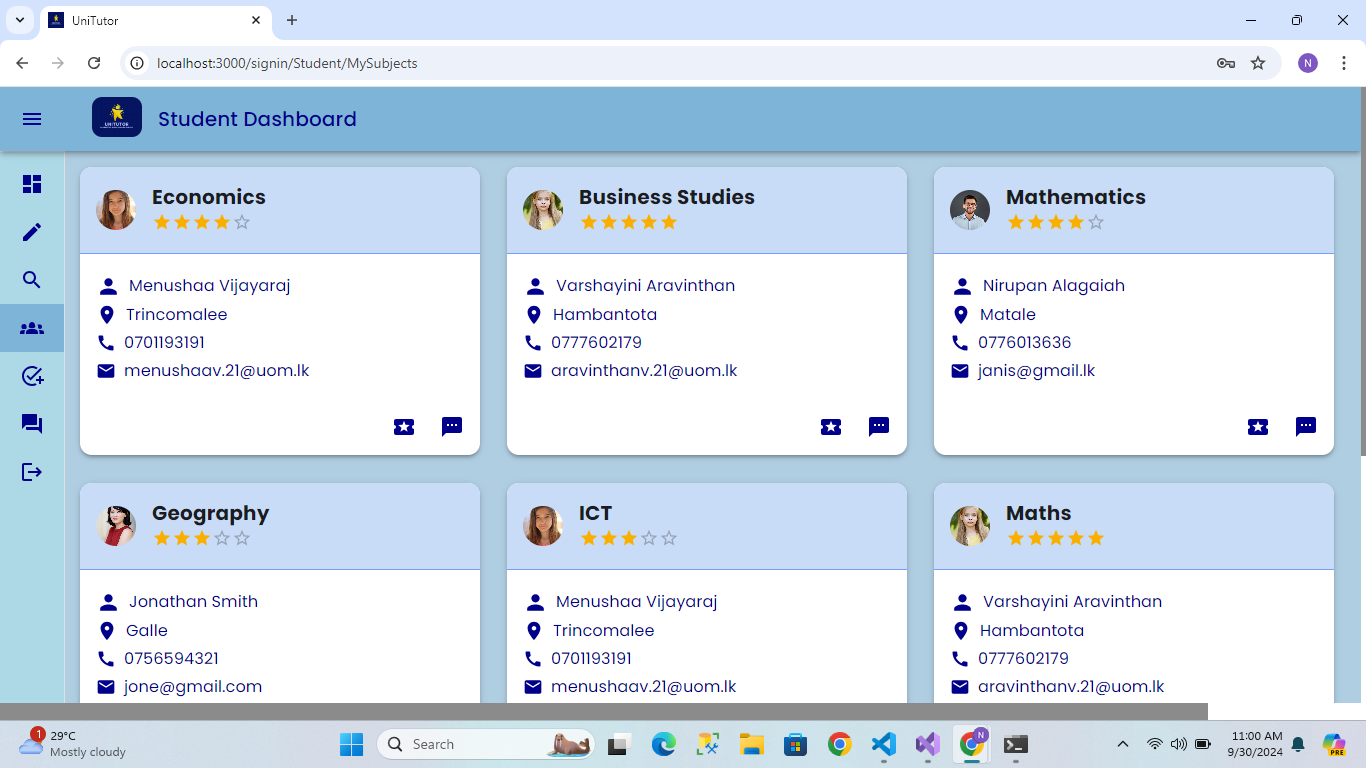 UniTutor
localhost:3000/signin/Student/MySubjects
N
UNITUTOR
Student Dashboard
Economics
Business Studies
Mathematics
Menushaa Vijayaraj
Varshayini Aravinthan
Nirupan Alagaiah
Trincomalee
Hambantota
Matale
0701193191
0777602179
0776013636
menushaav.21@uom.lk
aravinthanv.21@uom.lk
janis@gmail.lk
Geography
ICT
Maths
Jonathan Smith
Menushaa Vijayaraj
Varshayini Aravinthan
Galle
Trincomalee
Hambantota
0756594321
0701193191
0777602179
jone@gmail.com
menushaav.21@uom.lk
aravinthanv.21@uom.lk
1
29°C
Mostly cloudy
Search
N
11:00 AM
9/30/2024
PRE